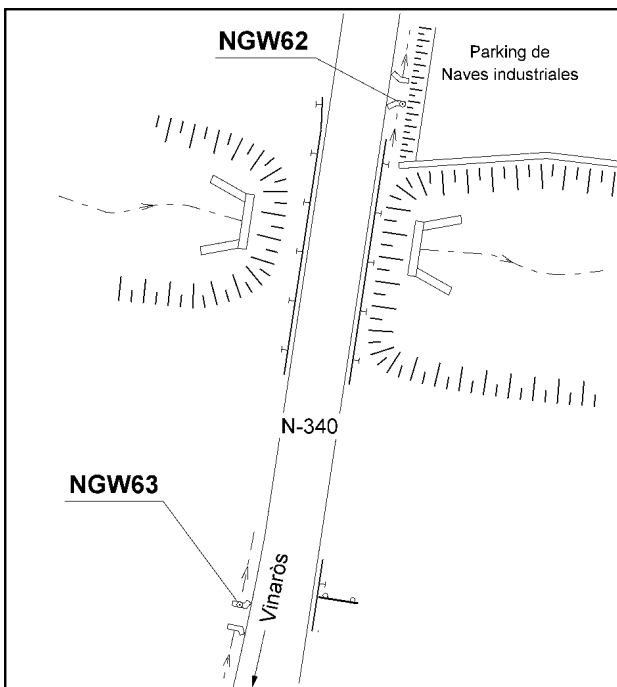 NGW62
Parking de
Naves industriales
N-340
NGW63
Vinaròs